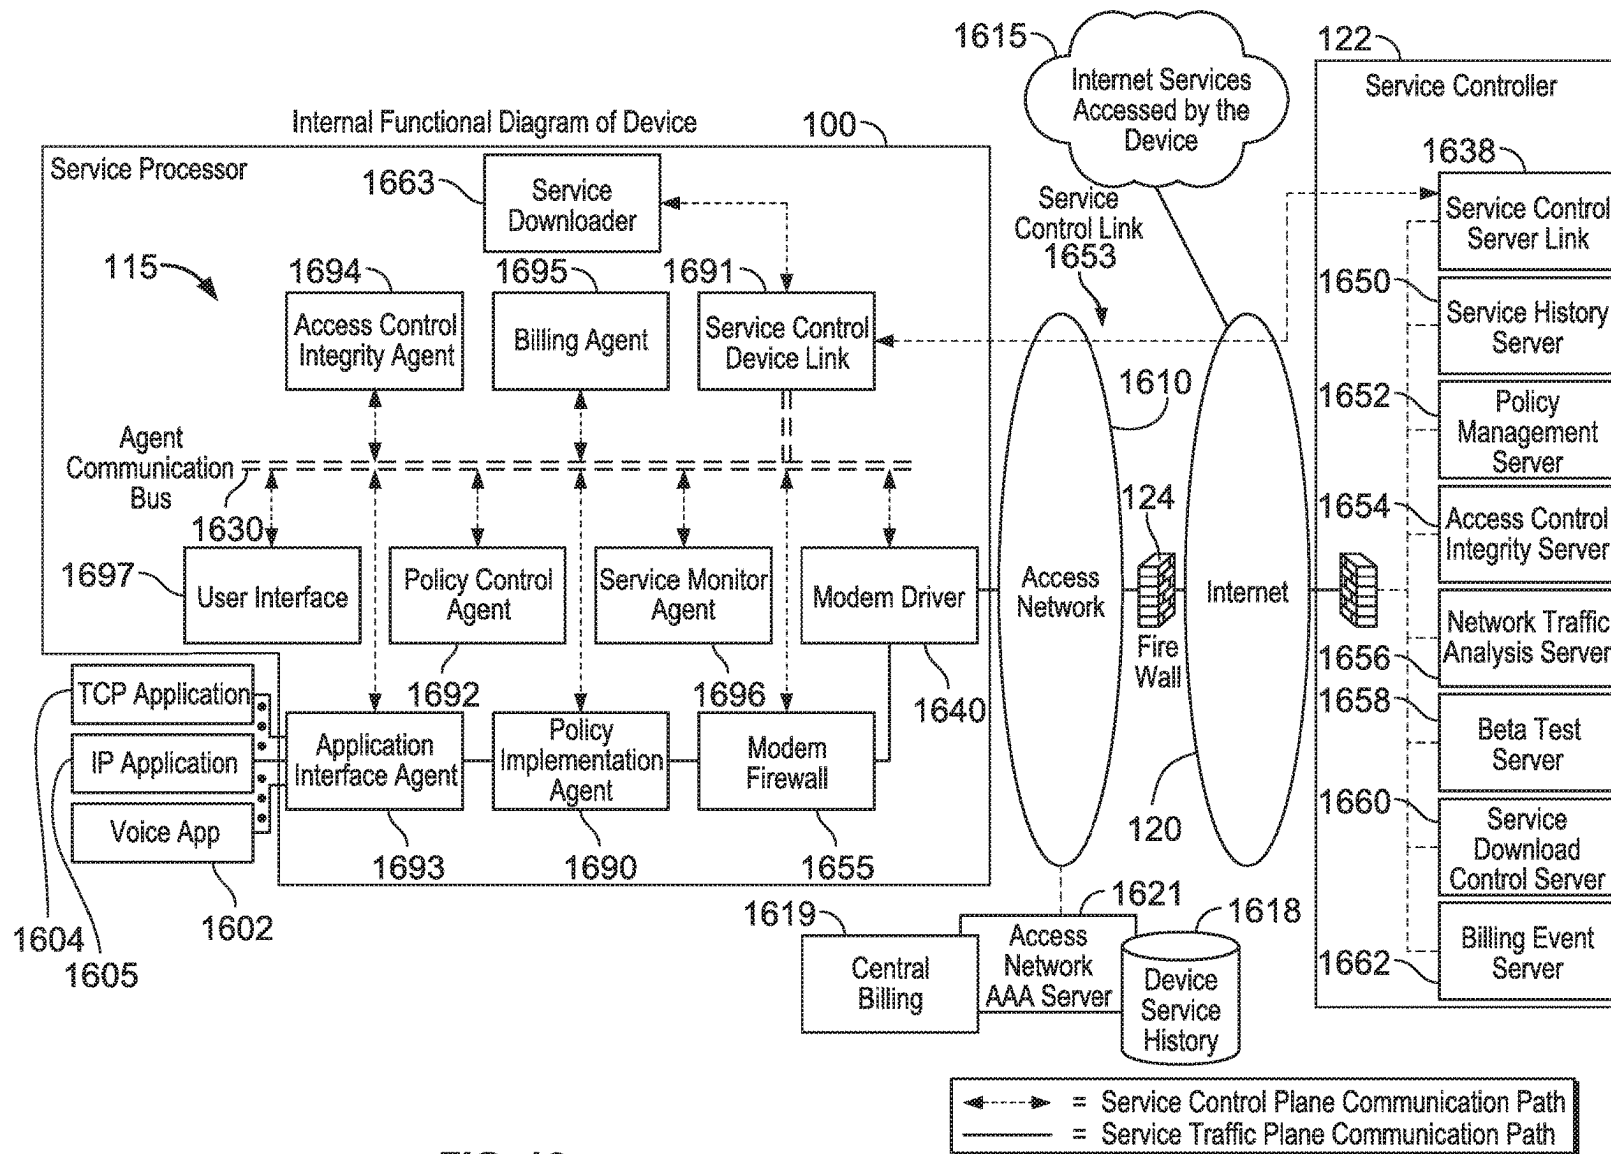 1615
Internet Services
Accessed by the
Device
122
Service Controller
Internal Functional Diagram of Device
100
Service Processor
1663
Service
Downloader
Service
Control Link
1653
1638
Service Control
Server Link
115
1694
Access Control
Integrity Agent
1695
Billing Agent
1691
Service Control
Device Link
1650
Service History
Server
1610
1652
Policy
Management
Server
Agent
Communication
Bus
1630
124
1654
Access Control
Integrity Server
1697
User Interface
Policy Control
Agent
Service Monitor
Agent
Modem Driver
Access
Network
Internet
Fire
Wall
Network Traffic
Analysis Server
1656
1692
1696
1640
TCP Application
1604
IP Application
1605
Voice App
1602
Application
Interface Agent
1693
Policy
Implementation
Agent
1690
Modem
Firewall
1655
120
1658
Beta Test
Server
1660
Service
Download
Control Server
1662
Billing Event
Server
1619
Central
Billing
1621
Access
Network
AAA Server
1618
Device
Service
History
= Service Control Plane Communication Path
= Service Traffic Plane Communication Path